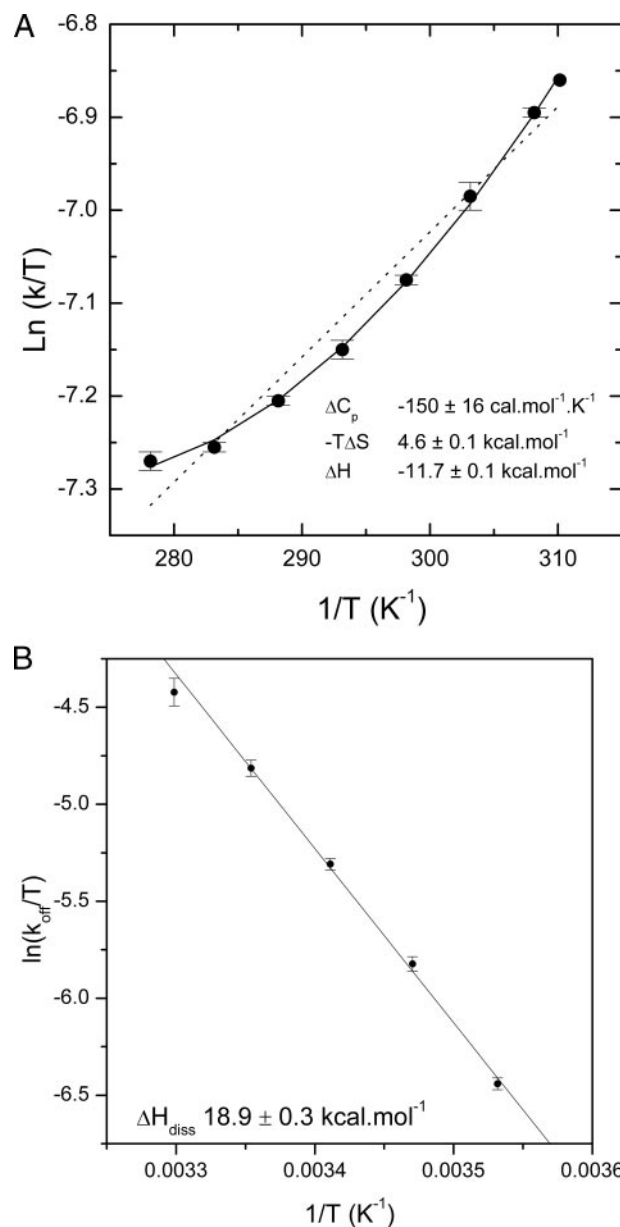 A
-6.8
-6.9
-7.0
-7.1
-7.2
-7.3
Ln (k/T)
ΔCp -150 ± 16 cal.mol⁻¹.K⁻¹
-TΔS 4.6 ± 0.1 kcal.mol⁻¹
ΔH -11.7 ± 0.1 kcal.mol⁻¹
280 290 300 310
1/T (K⁻¹)
B
-4.5
-5.0
-5.5
-6.0
-6.5
ln(koff/T)
ΔHdiss 18.9 ± 0.3 kcal.mol⁻¹
0.0033 0.0034 0.0035 0.0036
1/T (K⁻¹)